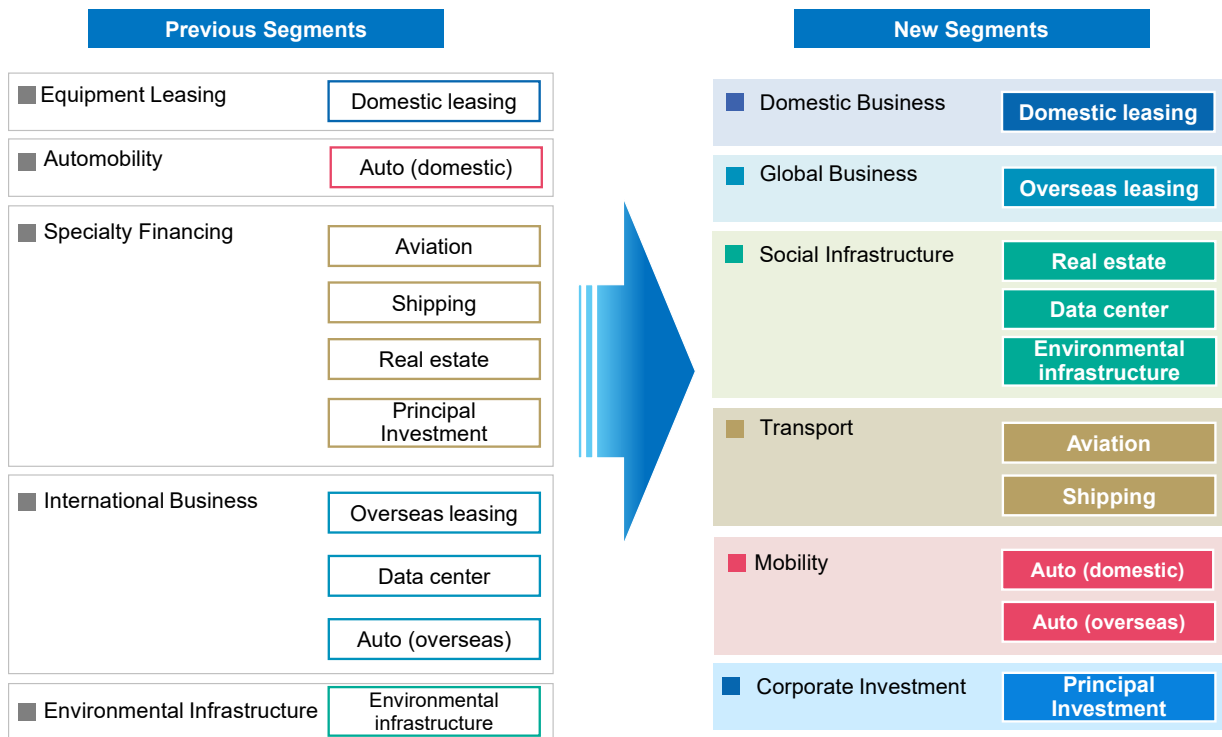 Previous Segments
Equipment Leasing
Domestic leasing
Automobility
Auto (domestic)
Specialty Financing
Aviation
Shipping
Real estate
Principal
Investment
International Business
Overseas leasing
Data center
Auto (overseas)
Environmental Infrastructure
Environmental
infrastructure
New Segments
Domestic Business
Domestic leasing
Global Business
Overseas leasing
Social Infrastructure
Real estate
Data center
Environmental
infrastructure
Transport
Aviation
Shipping
Mobility
Auto (domestic)
Auto (overseas)
Corporate Investment
Principal
Investment